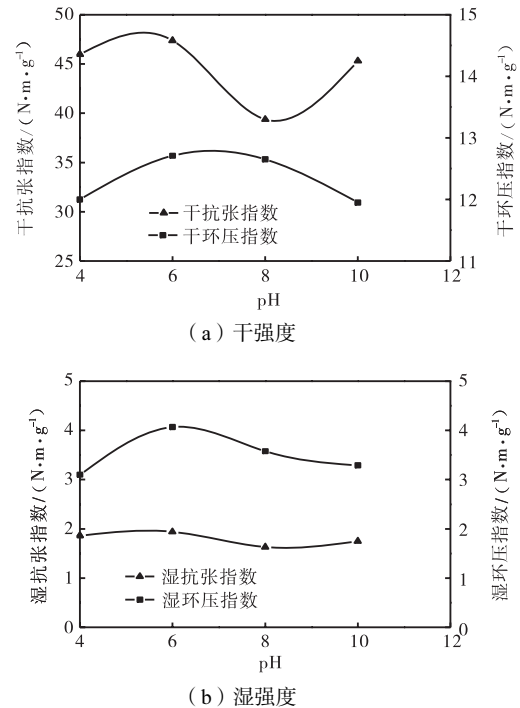 50
45
40
35
30
25
干抗张指数/(N·m·g⁻¹)
15
14
13
12
11
干环压指数/(N·m·g⁻¹)
干抗张指数
干环压指数
4 6 8 10 12
pH
（a）干强度
5
4
3
2
1
0
湿抗张指数/(N·m·g⁻¹)
5
4
3
2
1
0
湿环压指数/(N·m·g⁻¹)
湿抗张指数
湿环压指数
4 6 8 10 12
pH
（b）湿强度